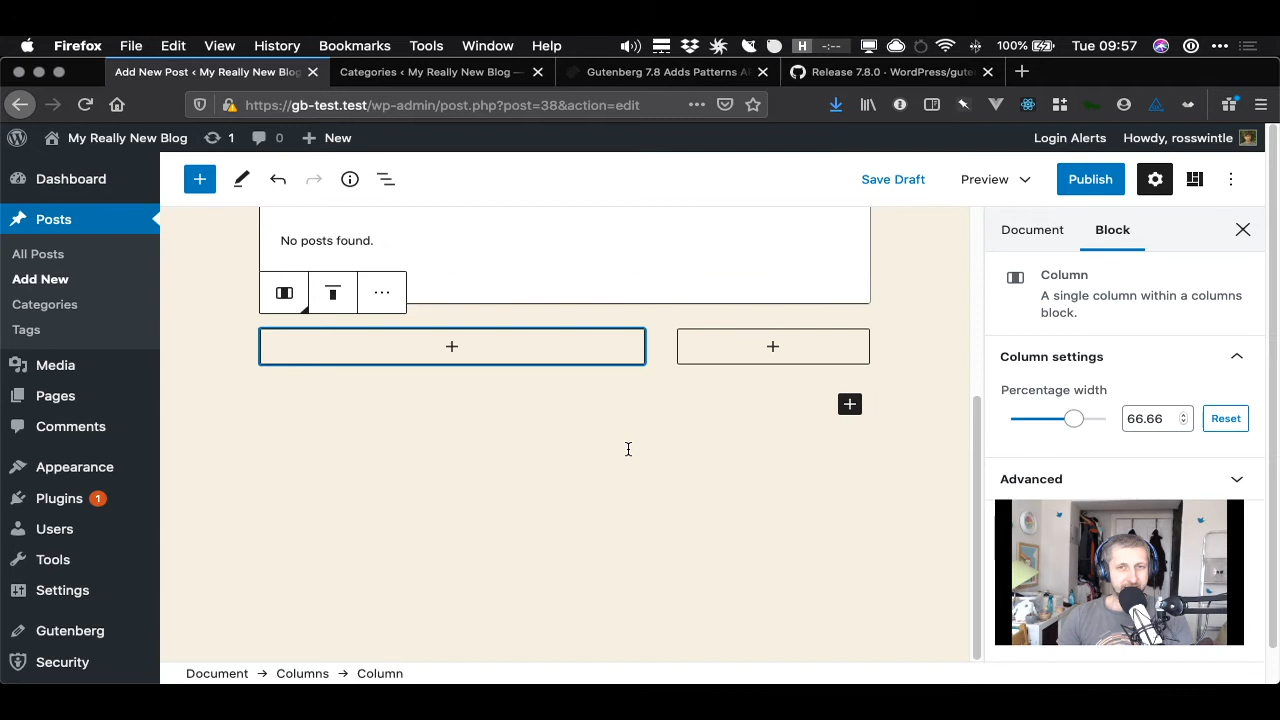 Firefox File Edit View History Bookmarks Tools Window Help H -:-- 100% Tue 09:57
Add New Post ‹ My Really New Blog
Categories ‹ My Really New Blog —
Gutenberg 7.8 Adds Patterns A
Release 7.8.0 · WordPress/gute
https://gb-test.test/wp-admin/post.php?post=38&action=edit
My Really New Blog 1 0 New Login Alerts Howdy, rosswintle
Dashboard
Posts
All Posts
Add New
Categories
Tags
Media
Pages
Comments
Appearance
Plugins 1
Users
Tools
Settings
Gutenberg
Security
Save Draft Preview Publish
No posts found.
Document Block
Column
A single column within a columns
block.
Column settings
Percentage width
66.66 Reset
Advanced
Document → Columns → Column